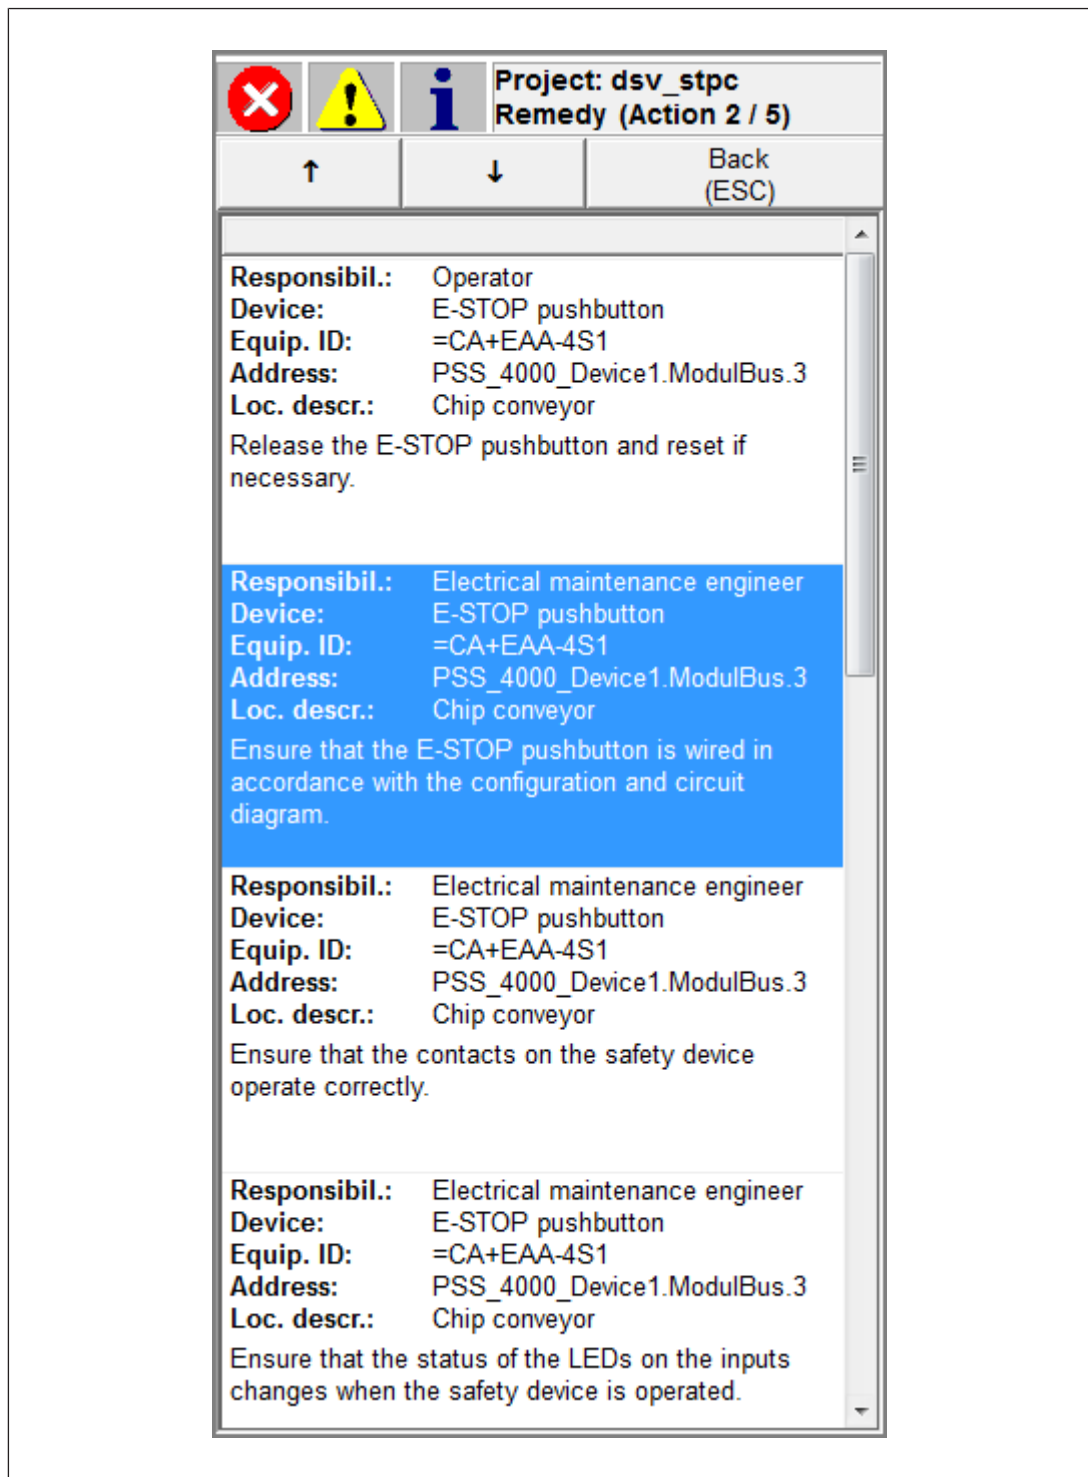 Project: dsv_stpc
Remedy (Action 2 / 5)
↑ ↓ Back
(ESC)
Responsibil.: Operator
Device: E-STOP pushbutton
Equip. ID: =CA+EAA-4S1
Address: PSS_4000_Device1.ModulBus.3
Loc. descr.: Chip conveyor
Release the E-STOP pushbutton and reset if
necessary.
Responsibil.: Electrical maintenance engineer
Device: E-STOP pushbutton
Equip. ID: =CA+EAA-4S1
Address: PSS_4000_Device1.ModulBus.3
Loc. descr.: Chip conveyor
Ensure that the E-STOP pushbutton is wired in
accordance with the configuration and circuit
diagram.
Responsibil.: Electrical maintenance engineer
Device: E-STOP pushbutton
Equip. ID: =CA+EAA-4S1
Address: PSS_4000_Device1.ModulBus.3
Loc. descr.: Chip conveyor
Ensure that the contacts on the safety device
operate correctly.
Responsibil.: Electrical maintenance engineer
Device: E-STOP pushbutton
Equip. ID: =CA+EAA-4S1
Address: PSS_4000_Device1.ModulBus.3
Loc. descr.: Chip conveyor
Ensure that the status of the LEDs on the inputs
changes when the safety device is operated.